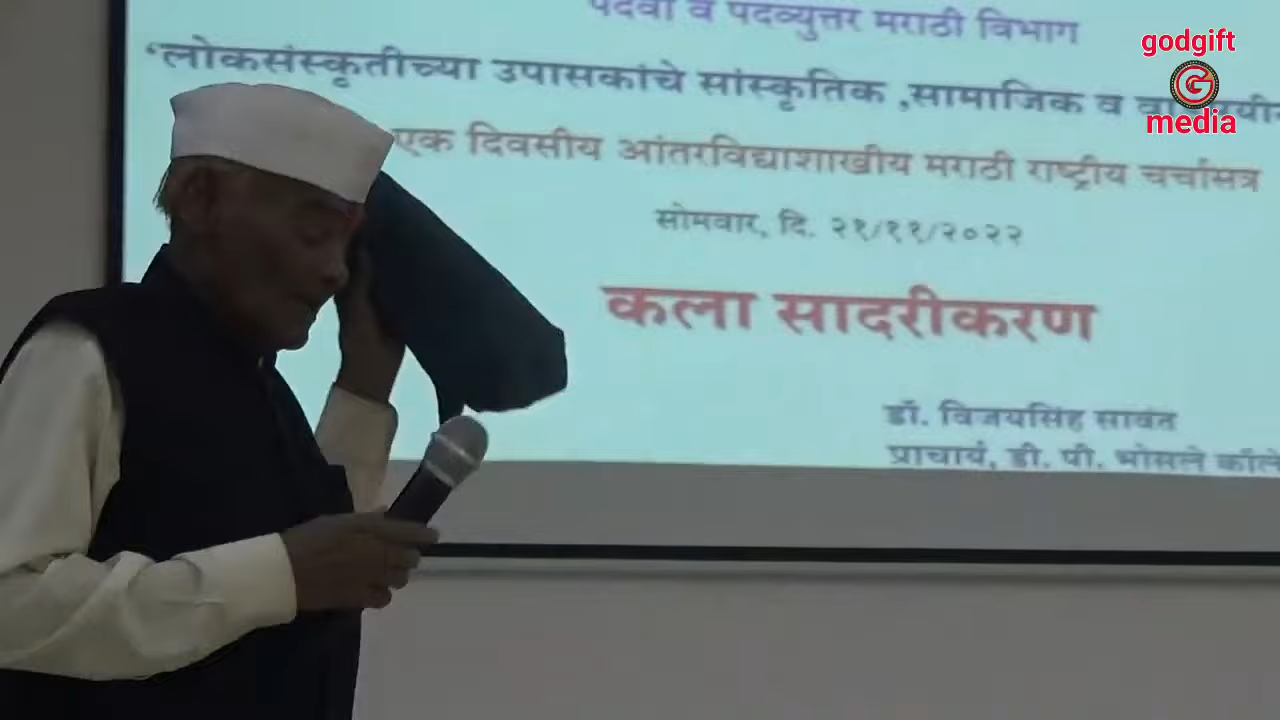 पदवी व पदव्युत्तर मराठी विभाग
'लोकसंस्कृतीच्या उपासकांचे सांस्कृतिक ,सामाजिक व
एक दिवसीय आंतरविद्याशाखीय मराठी राष्ट्रीय चर्चासत्र
सोमवार, दि. २१/११/२०२२
कला सादरीकरण
डॉ. विजयसिंह सावंत
प्राचार्य, डी. पी. भोसले
godgift
G
media